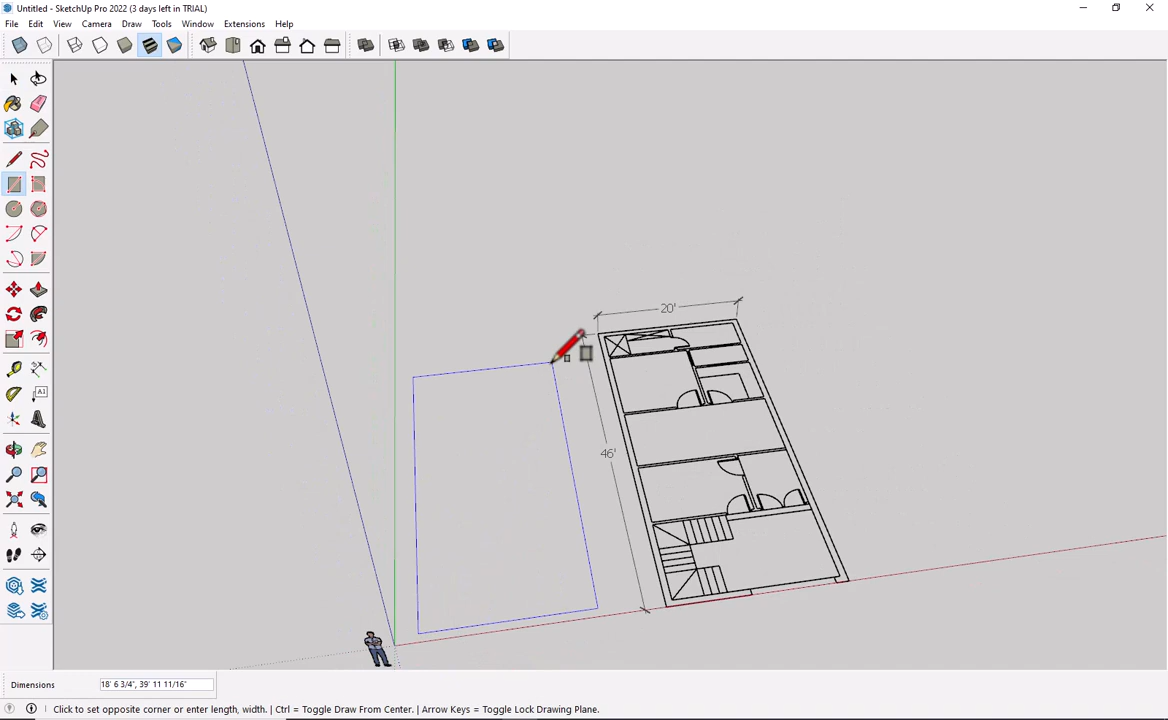 Untitled - SketchUp Pro 2022 (3 days left in TRIAL)
File Edit View Camera Draw Tools Window Extensions Help
20'
46'
A1
Dimensions 18' 6 3/4", 39' 11 11/16"
Click to set opposite corner or enter length, width. | Ctrl = Toggle Draw From Center. | Arrow Keys = Toggle Lock Drawing Plane.